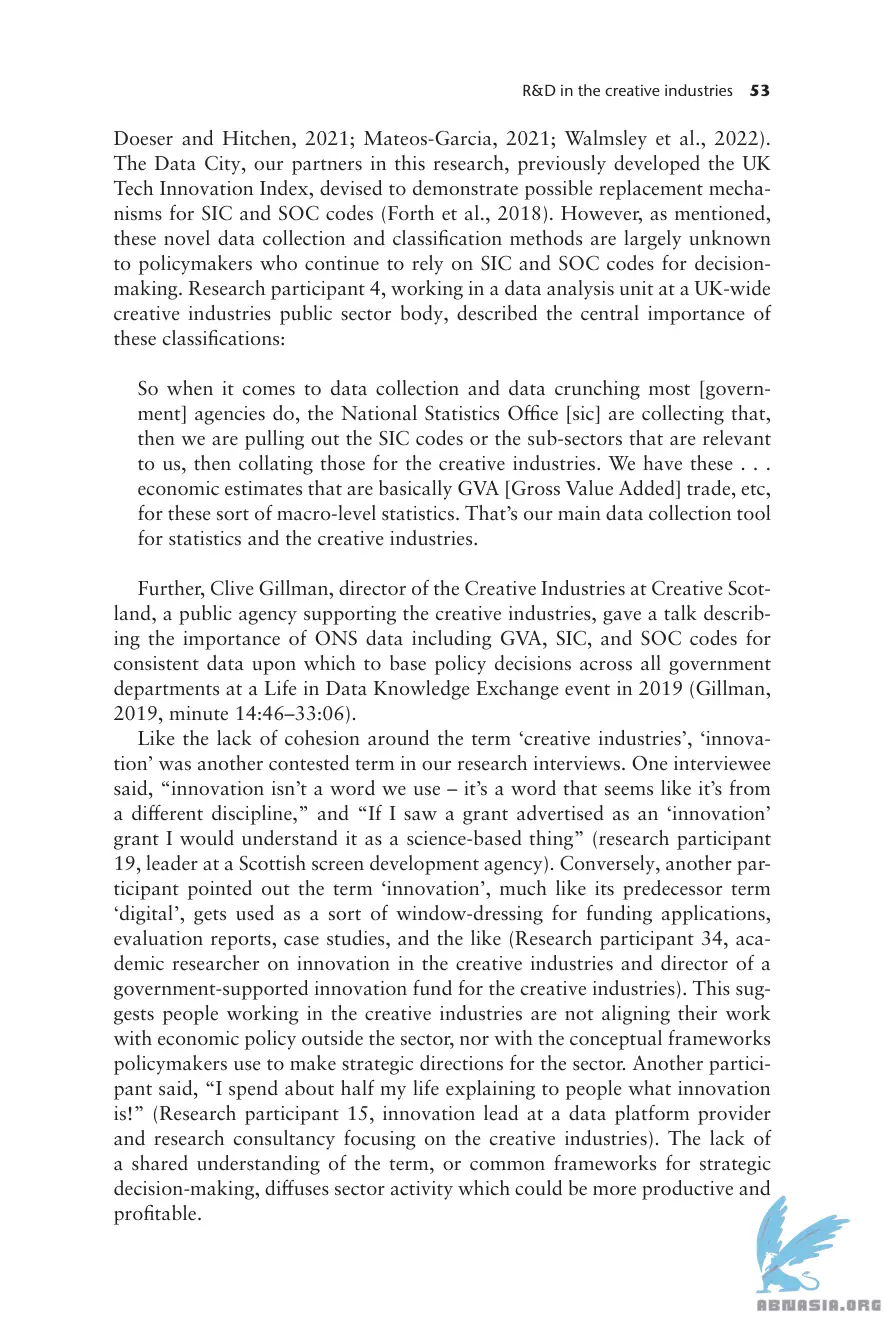 R&D in the creative industries 53
Doeser and Hitchen, 2021; Mateos-Garcia, 2021; Walmsley et al., 2022).
The Data City, our partners in this research, previously developed the UK
Tech Innovation Index, devised to demonstrate possible replacement mecha-
nisms for SIC and SOC codes (Forth et al., 2018). However, as mentioned,
these novel data collection and classification methods are largely unknown
to policymakers who continue to rely on SIC and SOC codes for decision-
making. Research participant 4, working in a data analysis unit at a UK-wide
creative industries public sector body, described the central importance of
these classifications:
So when it comes to data collection and data crunching most [govern-
ment] agencies do, the National Statistics Office [sic] are collecting that,
then we are pulling out the SIC codes or the sub-sectors that are relevant
to us, then collating those for the creative industries. We have these . . .
economic estimates that are basically GVA [Gross Value Added] trade, etc,
for these sort of macro-level statistics. That’s our main data collection tool
for statistics and the creative industries.
Further, Clive Gillman, director of the Creative Industries at Creative Scot-
land, a public agency supporting the creative industries, gave a talk describ-
ing the importance of ONS data including GVA, SIC, and SOC codes for
consistent data upon which to base policy decisions across all government
departments at a Life in Data Knowledge Exchange event in 2019 (Gillman,
2019, minute 14:46–33:06).
Like the lack of cohesion around the term ‘creative industries’, ‘innova-
tion’ was another contested term in our research interviews. One interviewee
said, “innovation isn’t a word we use – it’s a word that seems like it’s from
a different discipline,” and “If I saw a grant advertised as an ‘innovation’
grant I would understand it as a science-based thing” (research participant
19, leader at a Scottish screen development agency). Conversely, another par-
ticipant pointed out the term ‘innovation’, much like its predecessor term
‘digital’, gets used as a sort of window-dressing for funding applications,
evaluation reports, case studies, and the like (Research participant 34, aca-
demic researcher on innovation in the creative industries and director of a
government-supported innovation fund for the creative industries). This sug-
gests people working in the creative industries are not aligning their work
with economic policy outside the sector, nor with the conceptual frameworks
policymakers use to make strategic directions for the sector. Another partici-
pant said, “I spend about half my life explaining to people what innovation
is!” (Research participant 15, innovation lead at a data platform provider
and research consultancy focusing on the creative industries). The lack of
a shared understanding of the term, or common frameworks for strategic
decision-making, diffuses sector activity which could be more productive and
profitable.
ABNASIA.ORG